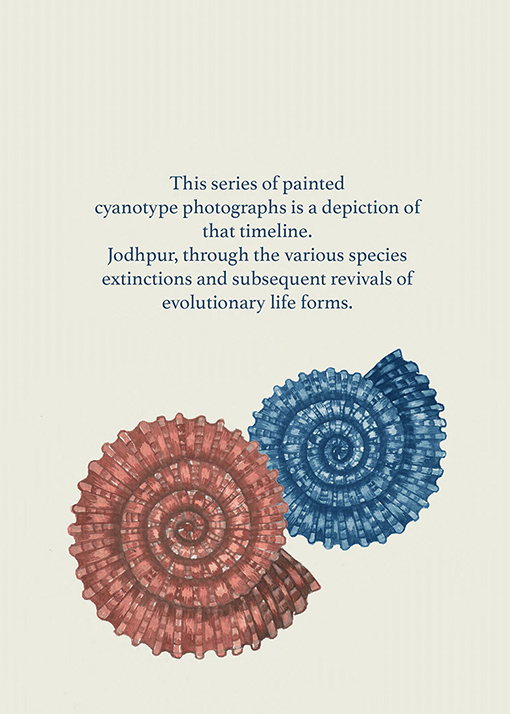 This series of painted
cyanotype photographs is a depiction of
that timeline.
Jodhpur, through the various species
extinctions and subsequent revivals of
evolutionary life forms.